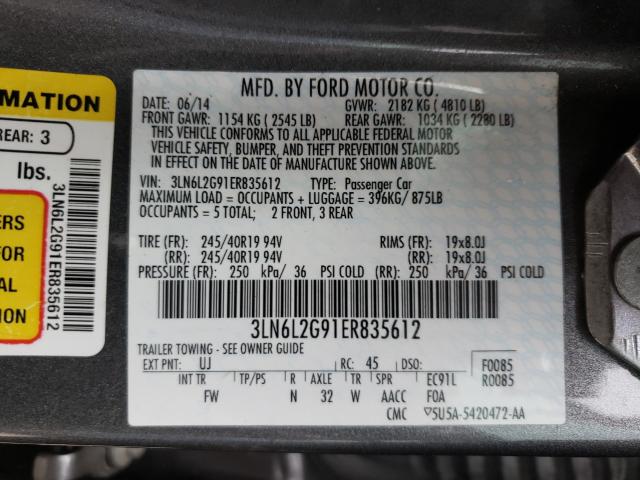 MFD. BY FORD MOTOR CO.
DATE: 06/14 GVWR: 2182 KG ( 4810 LB)
FRONT GAWR: 1154 KG ( 2545 LB) REAR GAWR: 1034 KG ( 2280 LB)
THIS VEHICLE CONFORMS TO ALL APPLICABLE FEDERAL MOTOR
VEHICLE SAFETY, BUMPER, AND THEFT PREVENTION STANDARDS
IN EFFECT ON THE DATE OF MANUFACTURE SHOWN ABOVE.
VIN: 3LN6L2G91ER835612 TYPE: Passenger Car
MAXIMUM LOAD = OCCUPANTS + LUGGAGE = 396KG/ 875LB
OCCUPANTS = 5 TOTAL; 2 FRONT, 3 REAR
TIRE (FR): 245/40R19 94V RIMS (FR): 19x8.0J
(RR): 245/40R19 94V (RR): 19x8.0J
PRESSURE (FR): 250 kPa/ 36 PSI COLD (RR): 250 kPa/ 36 PSI COLD
3LN6L2G91ER835612
TRAILER TOWING - SEE OWNER GUIDE
EXT PNT: UJ RC: 45 DSO: F0085
R0085
INT TR TP/PS R AXLE TR SPR EC91L
FW N 32 W AACC FOA
CMC ▽5U5A-5420472-AA
RMATION
REAR: 3
lbs.
ERS
FOR
AL
ION
3LN6L2G91ER835612